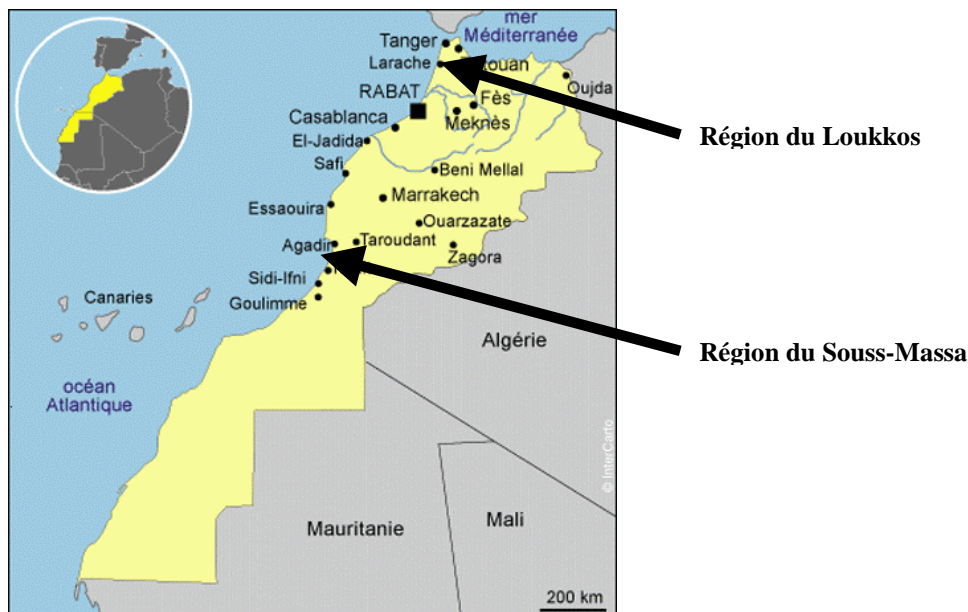 mer
Méditerranée
Tanger
Larache
touan
Oujda
RABAT
Fès
Meknès
Casablanca
El-Jadida
Région du Loukkos
Safi
Beni Mellal
Marrakech
Essaouira
Ouarzazate
Agadir
Taroudant
Zagora
Sidi-Ifni
Canaries
Goulimme
Algérie
Région du Souss-Massa
océan
Atlantique
© InterCarto
Mauritanie
Mali
200 km